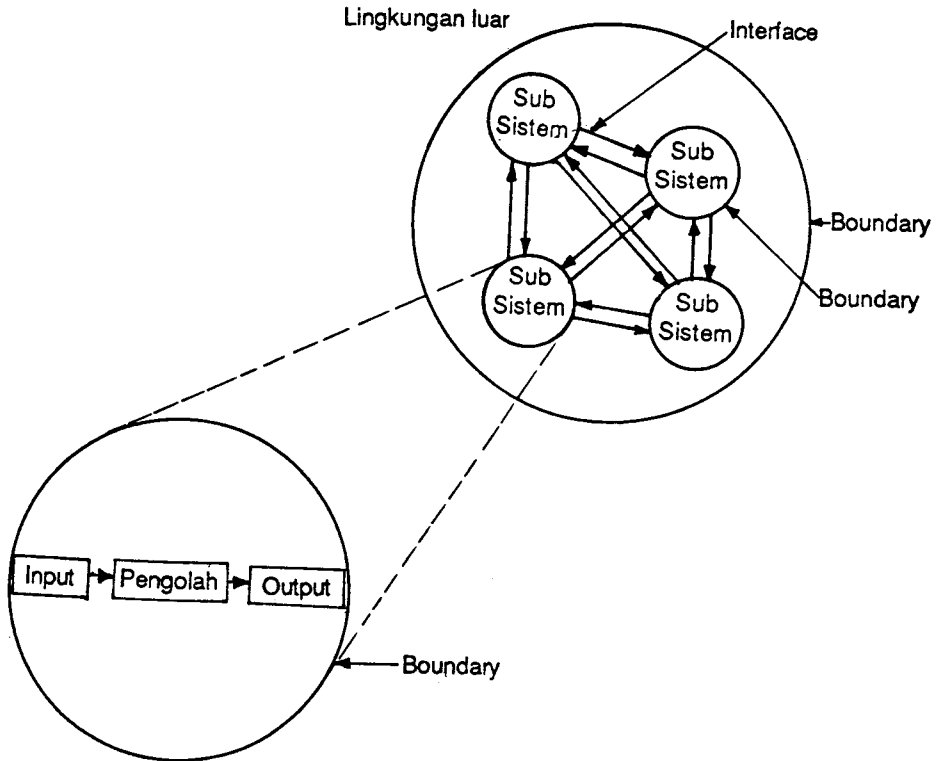 Lingkungan luar
Interface
Sub
Sistem
Sub
Sistem
Boundary
Boundary
Sub
Sistem
Sub
Sistem
Input
Pengolah
Output
Boundary